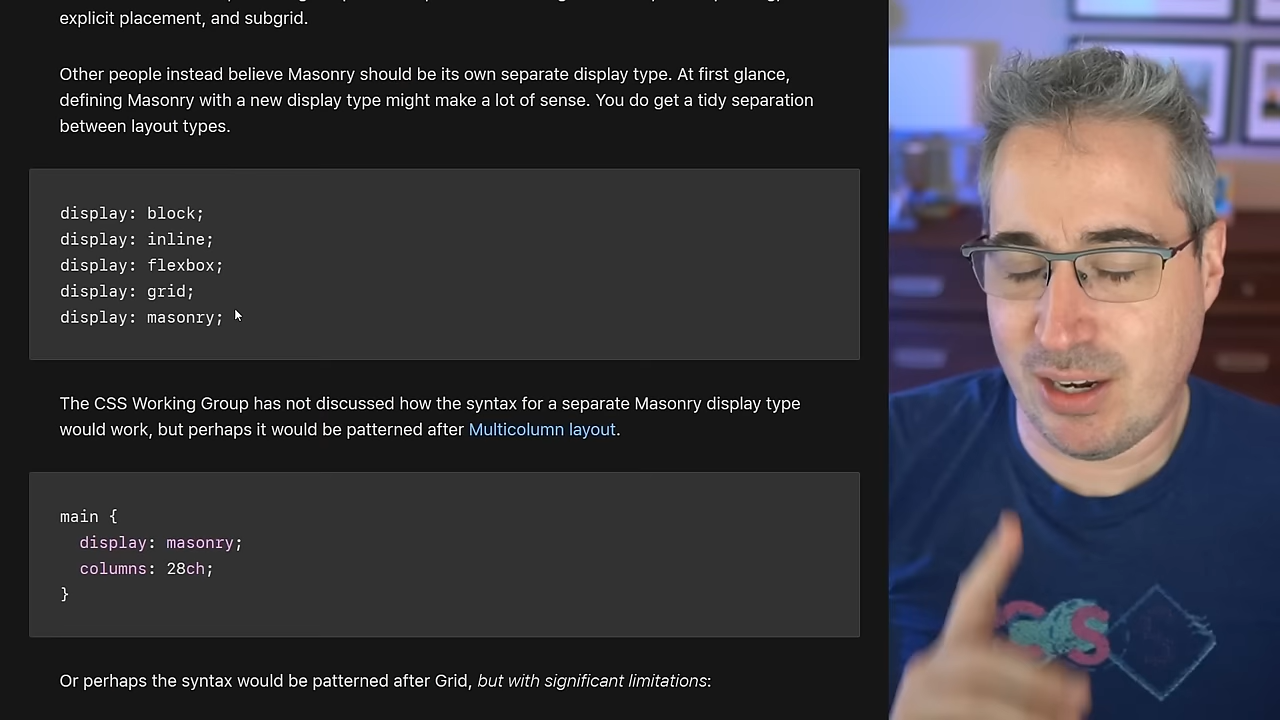 explicit placement, and subgrid.
Other people instead believe Masonry should be its own separate display type. At first glance,
defining Masonry with a new display type might make a lot of sense. You do get a tidy separation
between layout types.
display: block;
display: inline;
display: flexbox;
display: grid;
display: masonry;
The CSS Working Group has not discussed how the syntax for a separate Masonry display type
would work, but perhaps it would be patterned after Multicolumn layout.
main {
display: masonry;
columns: 28ch;
}
Or perhaps the syntax would be patterned after Grid, but with significant limitations: